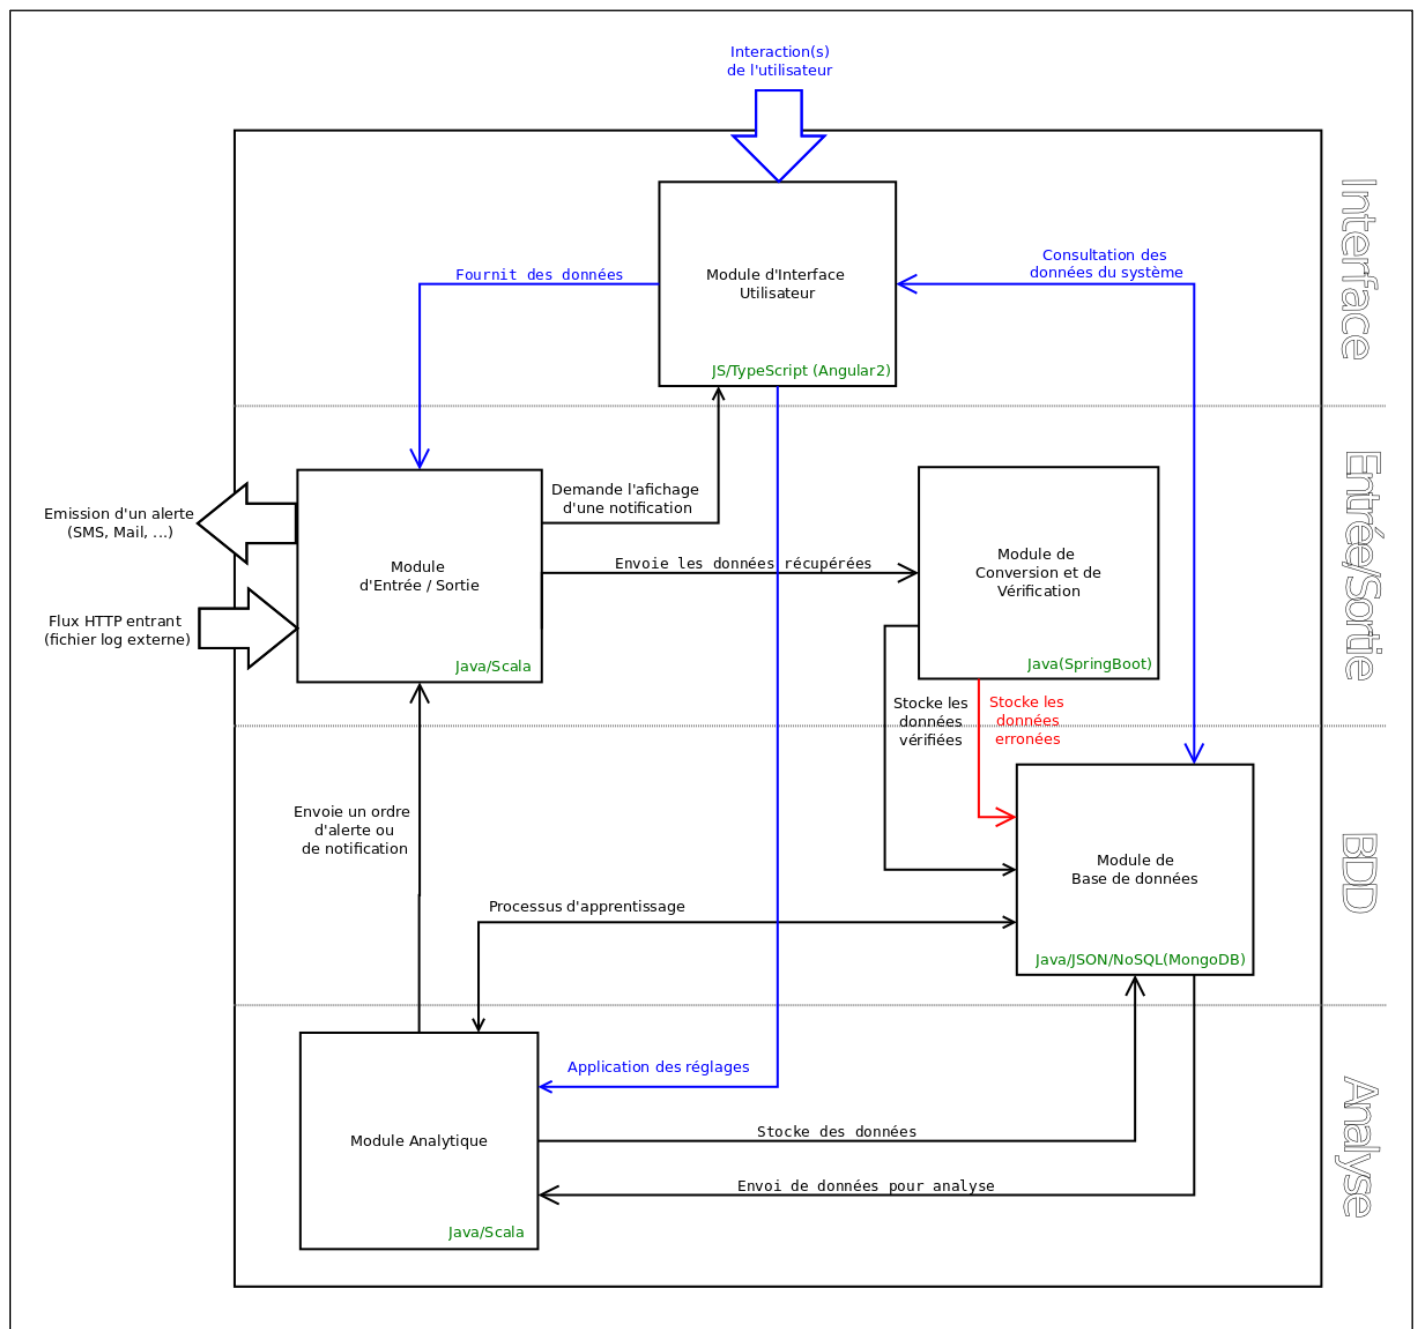 Interaction(s)
de l'utilisateur
Interface
Consultation des
données du système
Fournit des données
Module d'Interface
Utilisateur
JS/TypeScript (Angular2)
Entrée/Sortie
Demande l'afichage
d'une notification
Emission d'un alerte
(SMS, Mail, ...)
Module
d'Entrée / Sortie
Envoie les données récupérées
Module de
Conversion et de
Vérification
Flux HTTP entrant
(fichier log externe)
Java/Scala
Java(SpringBoot)
Stocke les
données
vérifiées
Stocke les
données
erronées
BDD
Envoie un ordre
d'alerte ou
de notification
Module de
Base de données
Processus d'apprentissage
Java/JSON/NoSQL(MongoDB)
Analyse
Application des réglages
Module Analytique
Stocke des données
Envoi de données pour analyse
Java/Scala